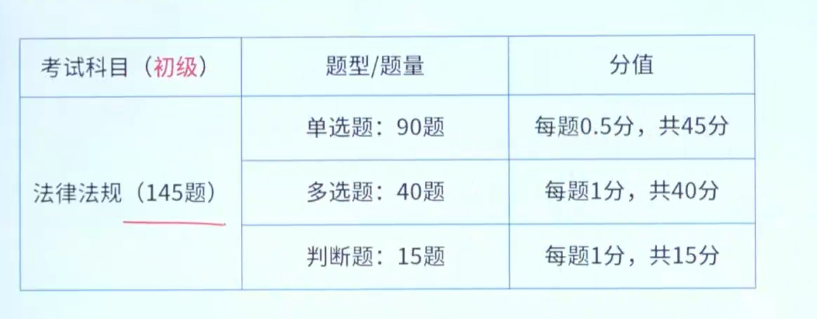 考试科目（初级）
题型/题量
分值
法律法规（145题）
单选题：90题
每题0.5分，共45分
多选题：40题
每题1分，共40分
判断题：15题
每题1分，共15分